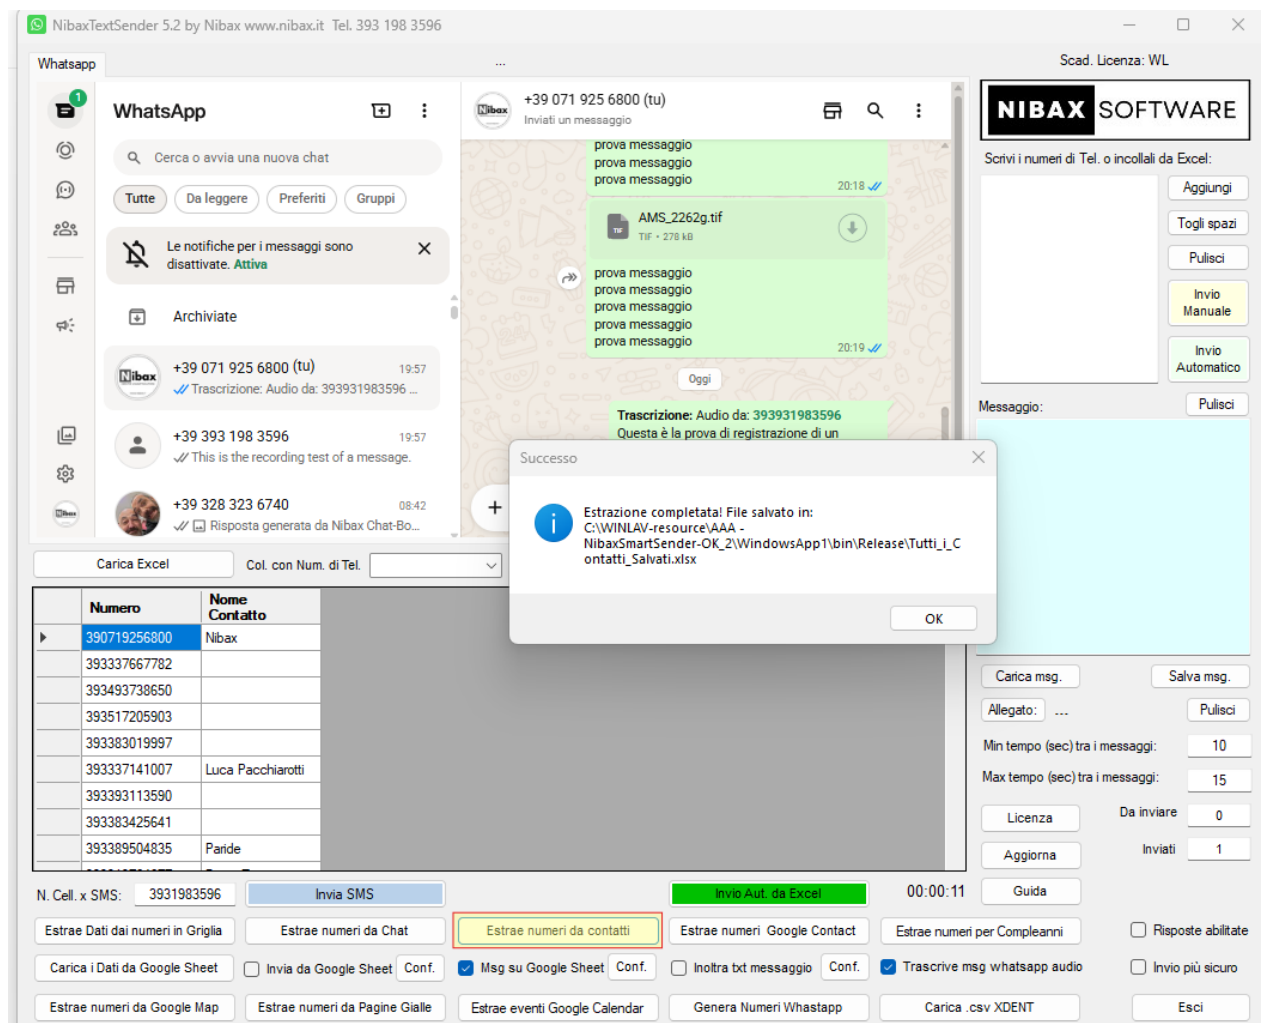 NibaxTextSender 5.2 by Nibax www.nibax.it  Tel. 393 198 3596
Whatsapp
...
Scad. Licenza: WL
1
WhatsApp
Cerca o avvia una nuova chat
Tutte
Da leggere
Preferiti
Gruppi
Le notifiche per i messaggi sono
disattivate. Attiva
Archiviate
Nibax
+39 071 925 6800 (tu)
19:57
Trascrizione: Audio da: 393931983596 ...
+39 393 198 3596
19:57
This is the recording test of a message.
+39 328 323 6740
08:42
Risposta generata da Nibax Chat-Bo...
Nibax
Nibax
+39 071 925 6800 (tu)
Inviati un messaggio
prova messaggio
prova messaggio
prova messaggio
20:18
TIF
AMS_2262g.tif
TIF • 278 kB
prova messaggio
prova messaggio
prova messaggio
prova messaggio
prova messaggio
20:19
Oggi
Trascrizione: Audio da: 393931983596
Questa è la prova di registrazione di un
NIBAX SOFTWARE
Scrivi i numeri di Tel. o incollali da Excel:
Aggiungi
Togli spazi
Pulisci
Invio
Manuale
Invio
Automatico
Messaggio:
Pulisci
Successo
Estrazione completata! File salvato in:
C:\WINLAV-resource\AAA -
NibaxSmartSender-OK_2\WindowsApp1\bin\Release\Tutti_i_C
ontatti_Salvati.xlsx
OK
Carica Excel
Col. con Num. di Tel.
Numero
Nome
Contatto
390719256800 Nibax
393337667782
393493738650
393517205903
393383019997
393337141007 Luca Pacchiarotti
393393113590
393383425641
393389504835 Paride
Carica msg.
Salva msg.
Allegato:
---
Pulisci
Min tempo (sec) tra i messaggi:
10
Max tempo (sec) tra i messaggi:
15
Licenza
Da inviare
0
Aggiorna
Inviati
1
N. Cell. x SMS:
3931983596
Invia SMS
Invio Aut. da Excel
00:00:11
Guida
Estrae Dati dai numeri in Griglia
Estrae numeri da Chat
Estrae numeri da contatti
Estrae numeri  Google Contact
Estrae numeri per Compleanni
Risposte abilitate
Carica i Dati da Google Sheet
Invia da Google Sheet
Conf.
Msg su Google Sheet
Conf.
Inoltra txt messaggio
Conf.
Trascrive msg whatsapp audio
Invio più sicuro
Estrae numeri da Google Map
Estrae numeri da Pagine Gialle
Estrae eventi Google Calendar
Genera Numeri Whastapp
Carica .csv XDENT
Esci